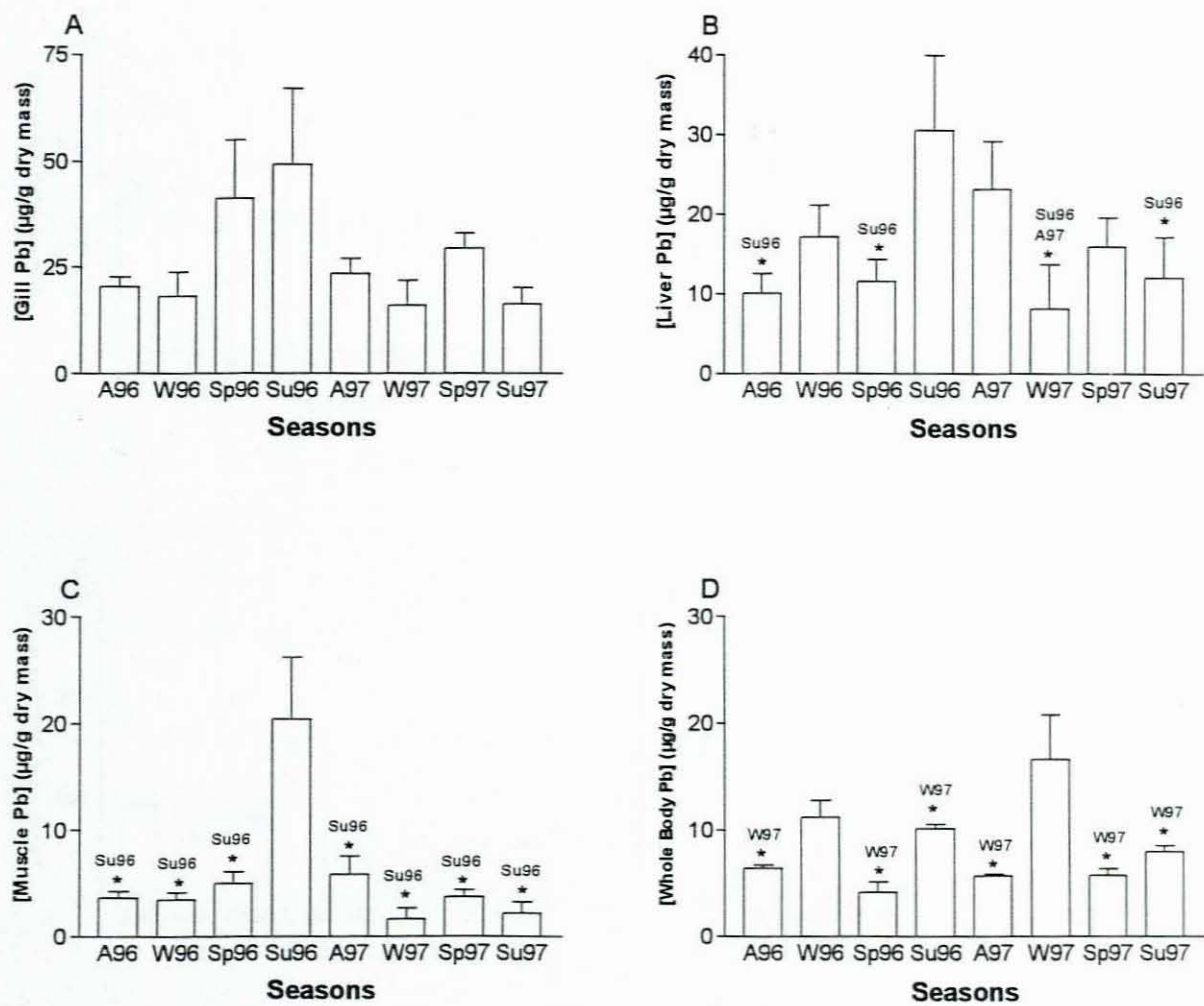 A
[Gill Pb] (µg/g dry mass)
75
50
25
0
A96 W96 Sp96 Su96 A97 W97 Sp97 Su97
Seasons
B
[Liver Pb] (µg/g dry mass)
40
30
20
10
0
Su96
*
Su96
*
Su96
A97
*
Su96
*
A96 W96 Sp96 Su96 A97 W97 Sp97 Su97
Seasons
C
[Muscle Pb] (µg/g dry mass)
30
20
10
0
Su96
*
Su96
*
Su96
*
Su96
*
Su96
*
Su96
*
Su96
*
A96 W96 Sp96 Su96 A97 W97 Sp97 Su97
Seasons
D
[Whole Body Pb] (µg/g dry mass)
30
20
10
0
W97
*
W97
*
W97
*
W97
*
W97
*
W97
*
A96 W96 Sp96 Su96 A97 W97 Sp97 Su97
Seasons